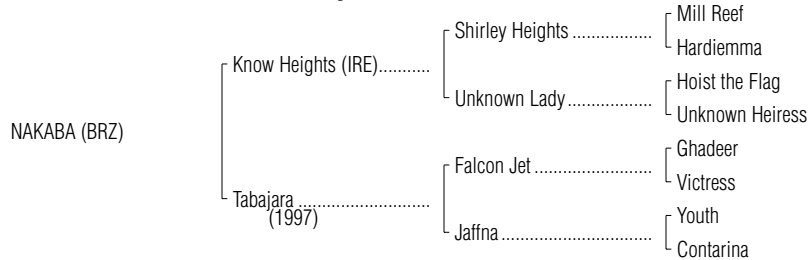 Mill Reef
Shirley Heights ..................
Hardiemma
Know Heights (IRE)...........
Hoist the Flag
Unknown Lady ..................
Unknown Heiress
NAKABA (BRZ)
Ghadeer
Falcon Jet ..........................
Victress
Tabajara .............................
(1997)
Youth
Jaffna .................................
Contarina